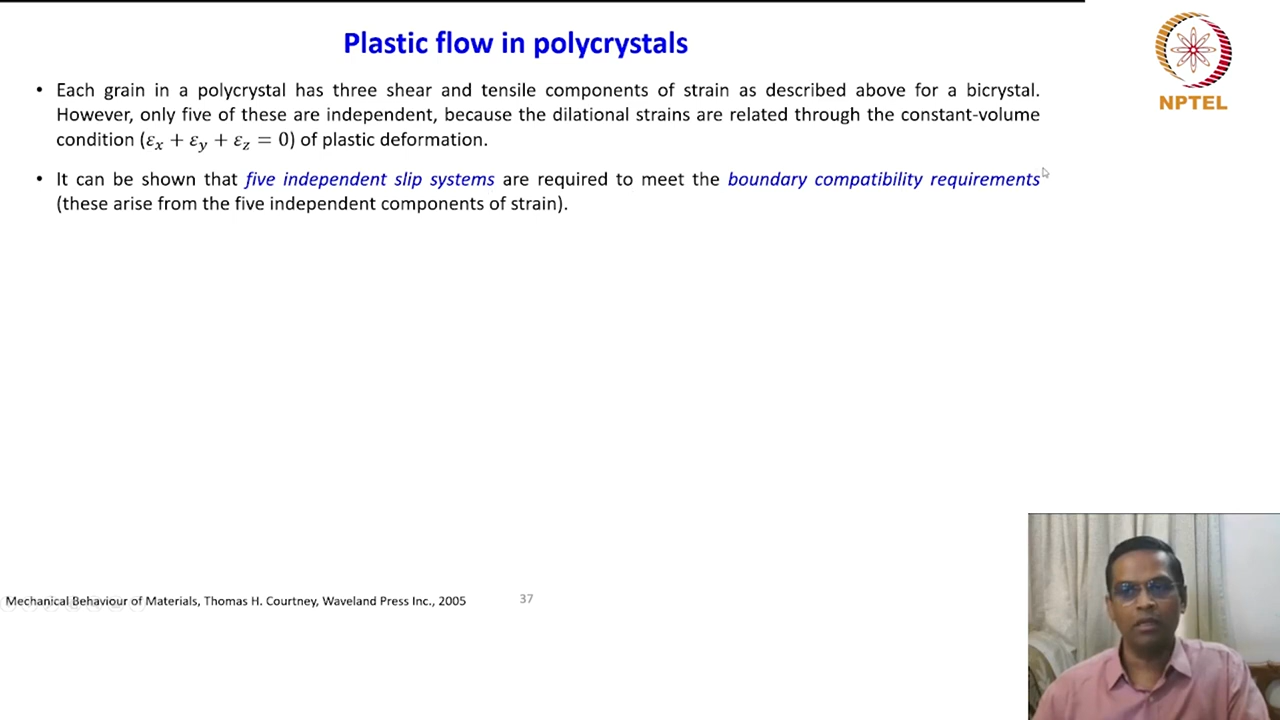 Plastic flow in polycrystals
NPTEL
• Each grain in a polycrystal has three shear and tensile components of strain as described above for a bicrystal.
However, only five of these are independent, because the dilational strains are related through the constant-volume
condition (εx + εy + εz = 0) of plastic deformation.
• It can be shown that five independent slip systems are required to meet the boundary compatibility requirements
(these arise from the five independent components of strain).
Mechanical Behaviour of Materials, Thomas H. Courtney, Waveland Press Inc., 2005
37